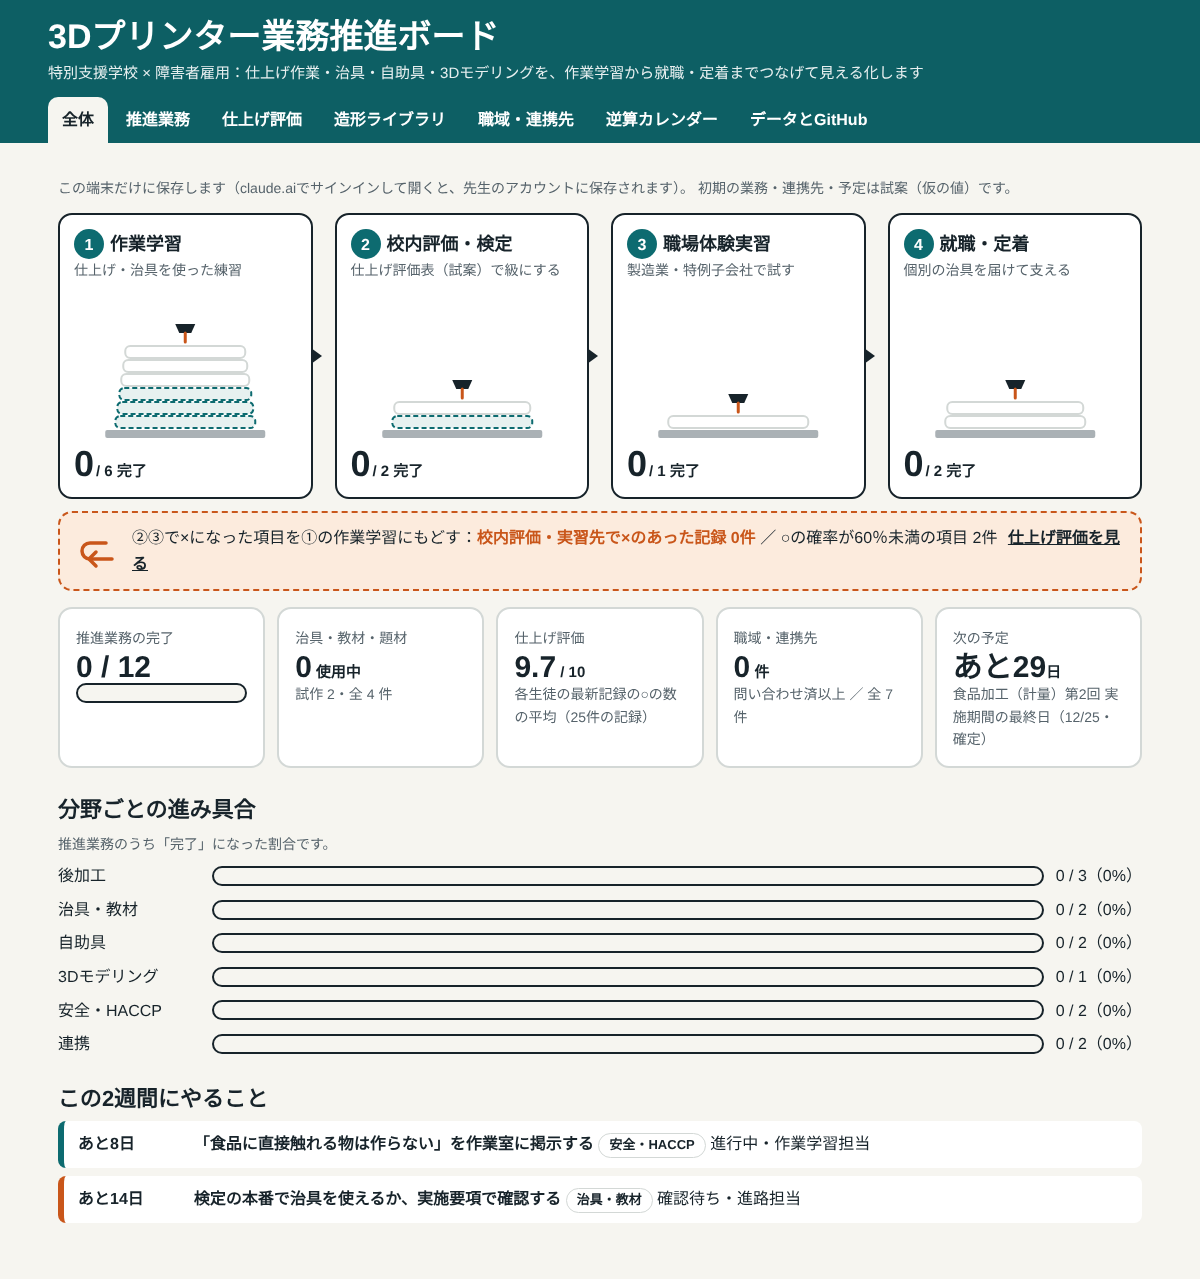 3Dプリンター業務推進ボード
特別支援学校 × 障害者雇用：仕上げ作業・治具・自助具・3Dモデリングを、作業学習から就職・定着までつなげて見える化します
全体
推進業務
仕上げ評価
造形ライブラリ
職域・連携先
逆算カレンダー
データとGitHub
この端末だけに保存します（claude.aiでサインインして開くと、先生のアカウントに保存されます）。 初期の業務・連携先・予定は試案（仮の値）です。
1 作業学習
仕上げ・治具を使った練習
0 / 6 完了
2 校内評価・検定
仕上げ評価表（試案）で級にする
0 / 2 完了
3 職場体験実習
製造業・特例子会社で試す
0 / 1 完了
4 就職・定着
個別の治具を届けて支える
0 / 2 完了
②③で×になった項目を①の作業学習にもどす：校内評価・実習先で×のあった記録 0件 ／ ○の確率が60％未満の項目 2件 仕上げ評価を見
る
推進業務の完了
0 / 12
治具・教材・題材
0 使用中
試作 2・全 4 件
仕上げ評価
9.7 / 10
各生徒の最新記録の○の数
の平均（25件の記録）
職域・連携先
0 件
問い合わせ済以上 ／ 全 7
件
次の予定
あと29日
食品加工（計量）第2回 実
施期間の最終日（12/25・
確定）
分野ごとの進み具合
推進業務のうち「完了」になった割合です。
後加工 0 / 3（0%）
治具・教材 0 / 2（0%）
自助具 0 / 2（0%）
3Dモデリング 0 / 1（0%）
安全・HACCP 0 / 2（0%）
連携 0 / 2（0%）
この2週間にやること
あと8日 「食品に直接触れる物は作らない」を作業室に掲示する 安全・HACCP 進行中・作業学習担当
あと14日 検定の本番で治具を使えるか、実施要項で確認する 治具・教材 確認待ち・進路担当